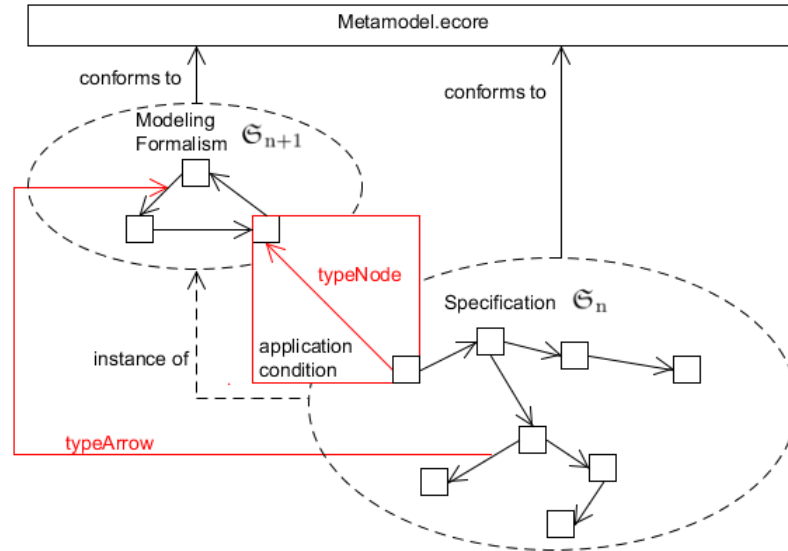 Metamodel.ecore
conforms to
conforms to
Modeling
Formalism 𝔖n+1
typeNode
Specification 𝔖n
application
condition
instance of
typeArrow